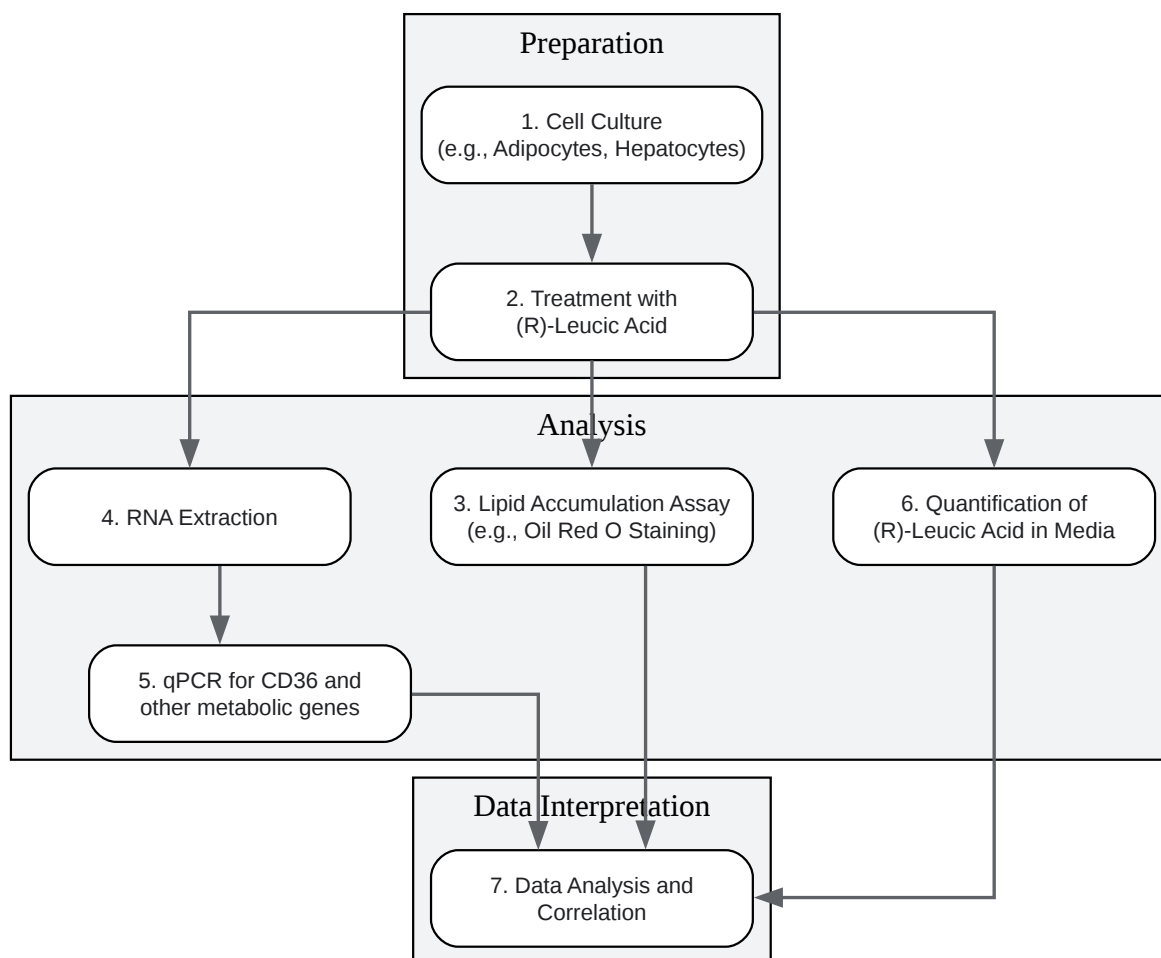 Preparation
1. Cell Culture
(e.g., Adipocytes, Hepatocytes)
2. Treatment with
(R)-Leucic Acid
Analysis
4. RNA Extraction
3. Lipid Accumulation Assay
(e.g., Oil Red O Staining)
6. Quantification of
(R)-Leucic Acid in Media
5. qPCR for CD36 and
other metabolic genes
Data Interpretation
7. Data Analysis and
Correlation